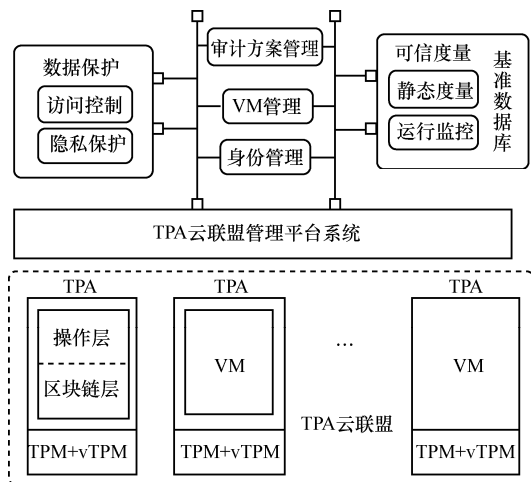 数据保护
访问控制
隐私保护
审计方案管理
VM管理
身份管理
可信度量
静态度量
运行监控
基准数据库
TPA云联盟管理平台系统
TPA
TPA
TPA
操作层
区块链层
VM
...
VM
TPA云联盟
TPM+vTPM
TPM+vTPM
TPM+vTPM